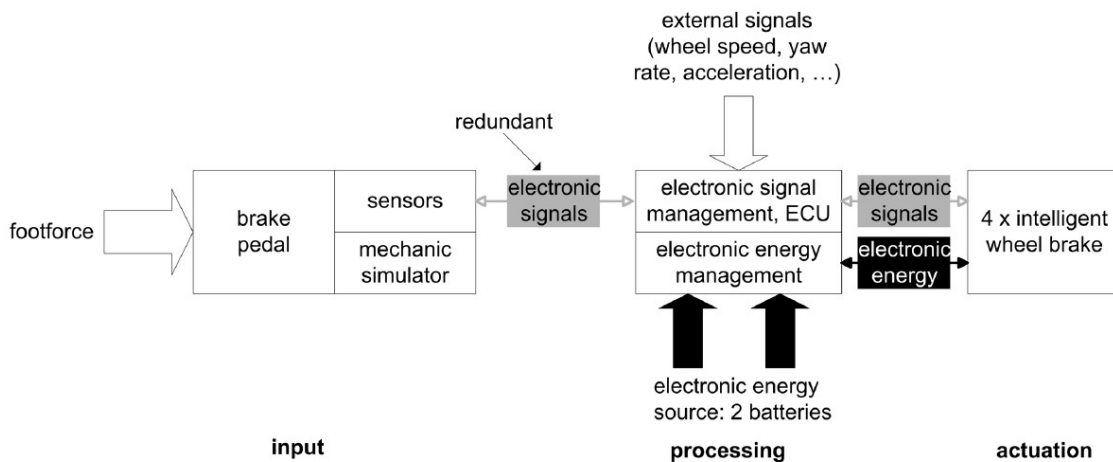 external signals
(wheel speed, yaw
rate, acceleration, …)
redundant
footforce
brake
pedal
sensors
mechanic
simulator
electronic
signals
electronic signal
management, ECU
electronic energy
management
electronic
signals
electronic
energy
4 x intelligent
wheel brake
electronic energy
source: 2 batteries
input
processing
actuation